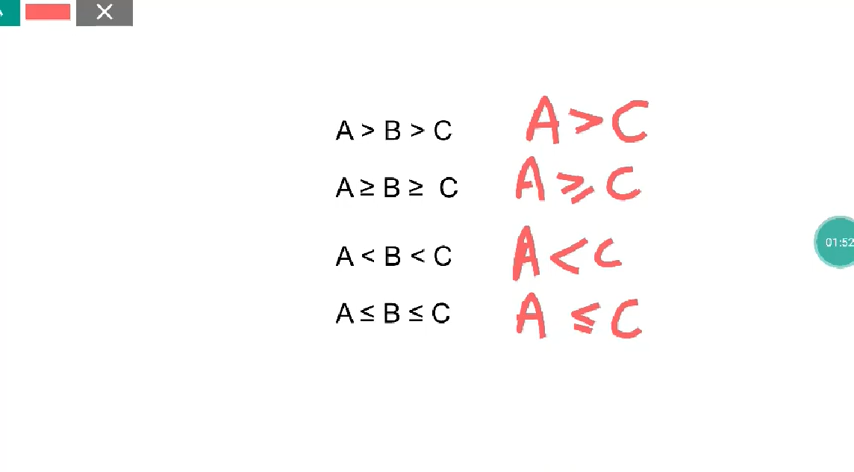 A > B > C A > C
A ≥ B ≥ C A ≥ C
A < B < C A < c
A ≤ B ≤ C A ≤ C
01:52